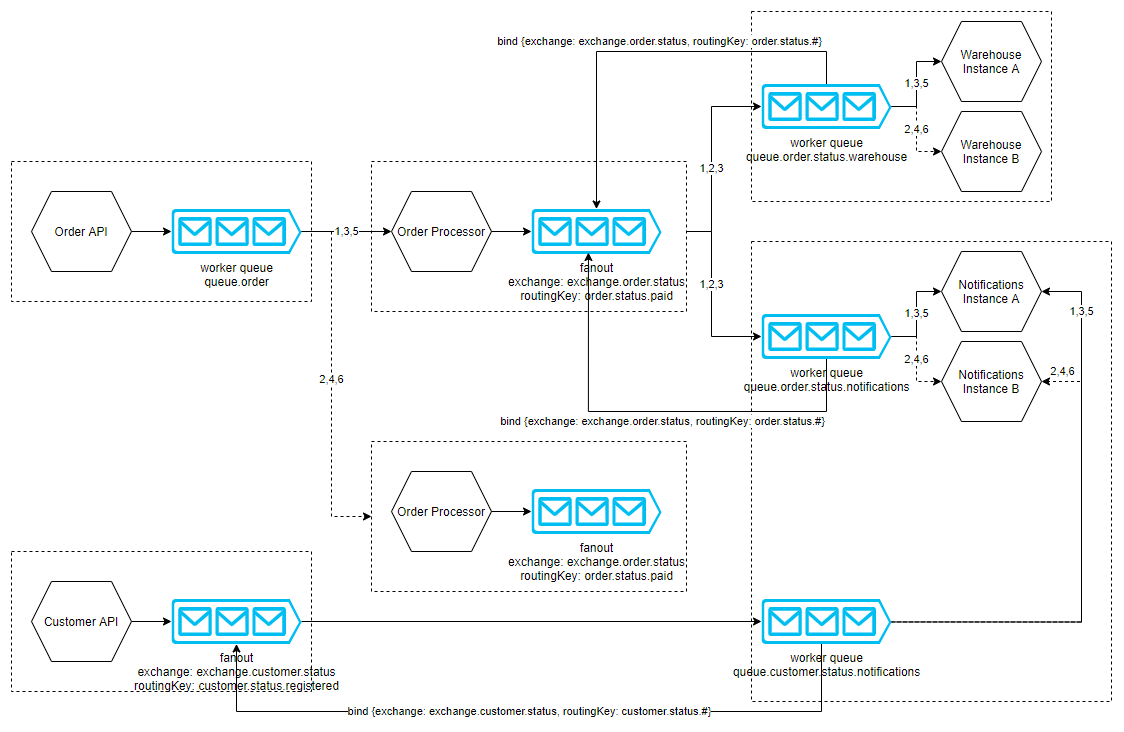 bind {exchange: exchange.order.status, routingKey: order.status.#}
Warehouse
Instance A
1,3,5
2,4,6
Warehouse
Instance B
worker queue
queue.order.status.warehouse
1,2,3
Order API
worker queue
queue.order
1,3,5
Order Processor
fanout
exchange: exchange.order.status
routingKey: order.status.paid
1,2,3
Notifications
Instance A
1,3,5
1,3,5
2,4,6
2,4,6
Notifications
Instance B
worker queue
queue.order.status.notifications
bind {exchange: exchange.order.status, routingKey: order.status.#}
2,4,6
Order Processor
fanout
exchange: exchange.order.status
routingKey: order.status.paid
Customer API
fanout
exchange: exchange.customer.status
routingKey: customer.status.registered
worker queue
queue.customer.status.notifications
bind {exchange: exchange.customer.status, routingKey: customer.status.#}